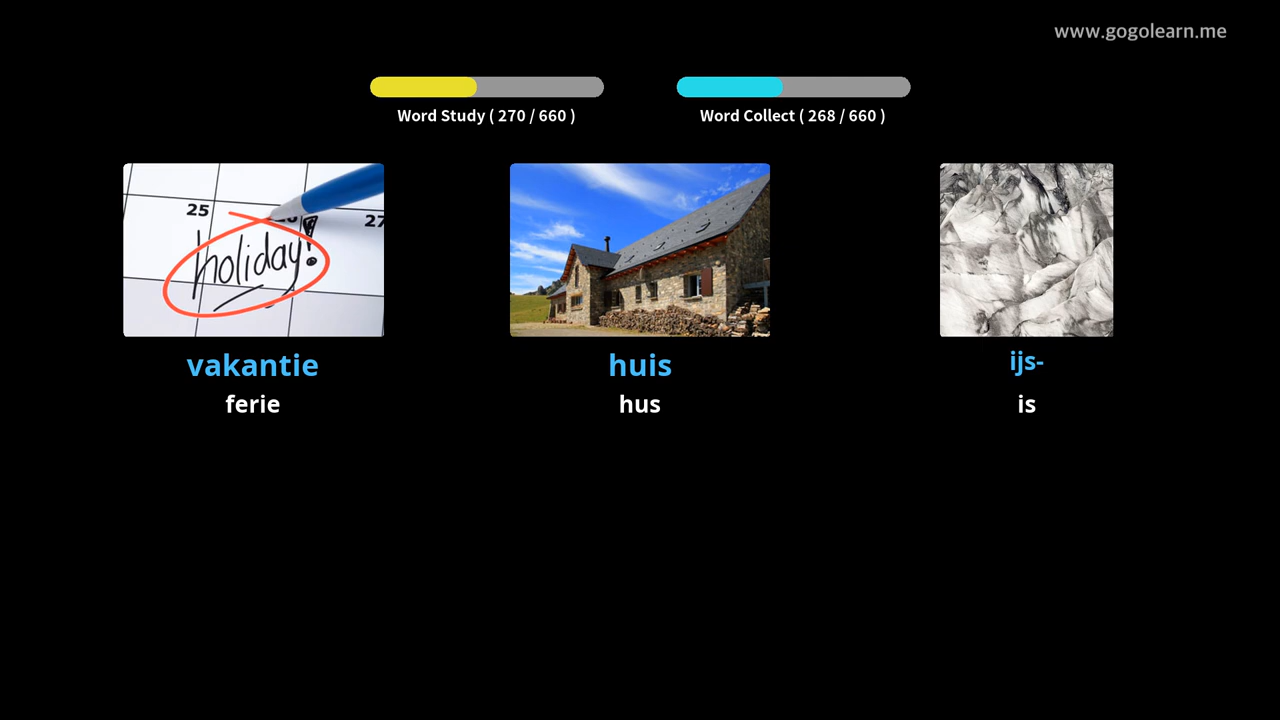 www.gogolearn.me
Word Study ( 270 / 660 )
Word Collect ( 268 / 660 )
25
27
holiday!
vakantie
huis
ijs-
ferie
hus
is